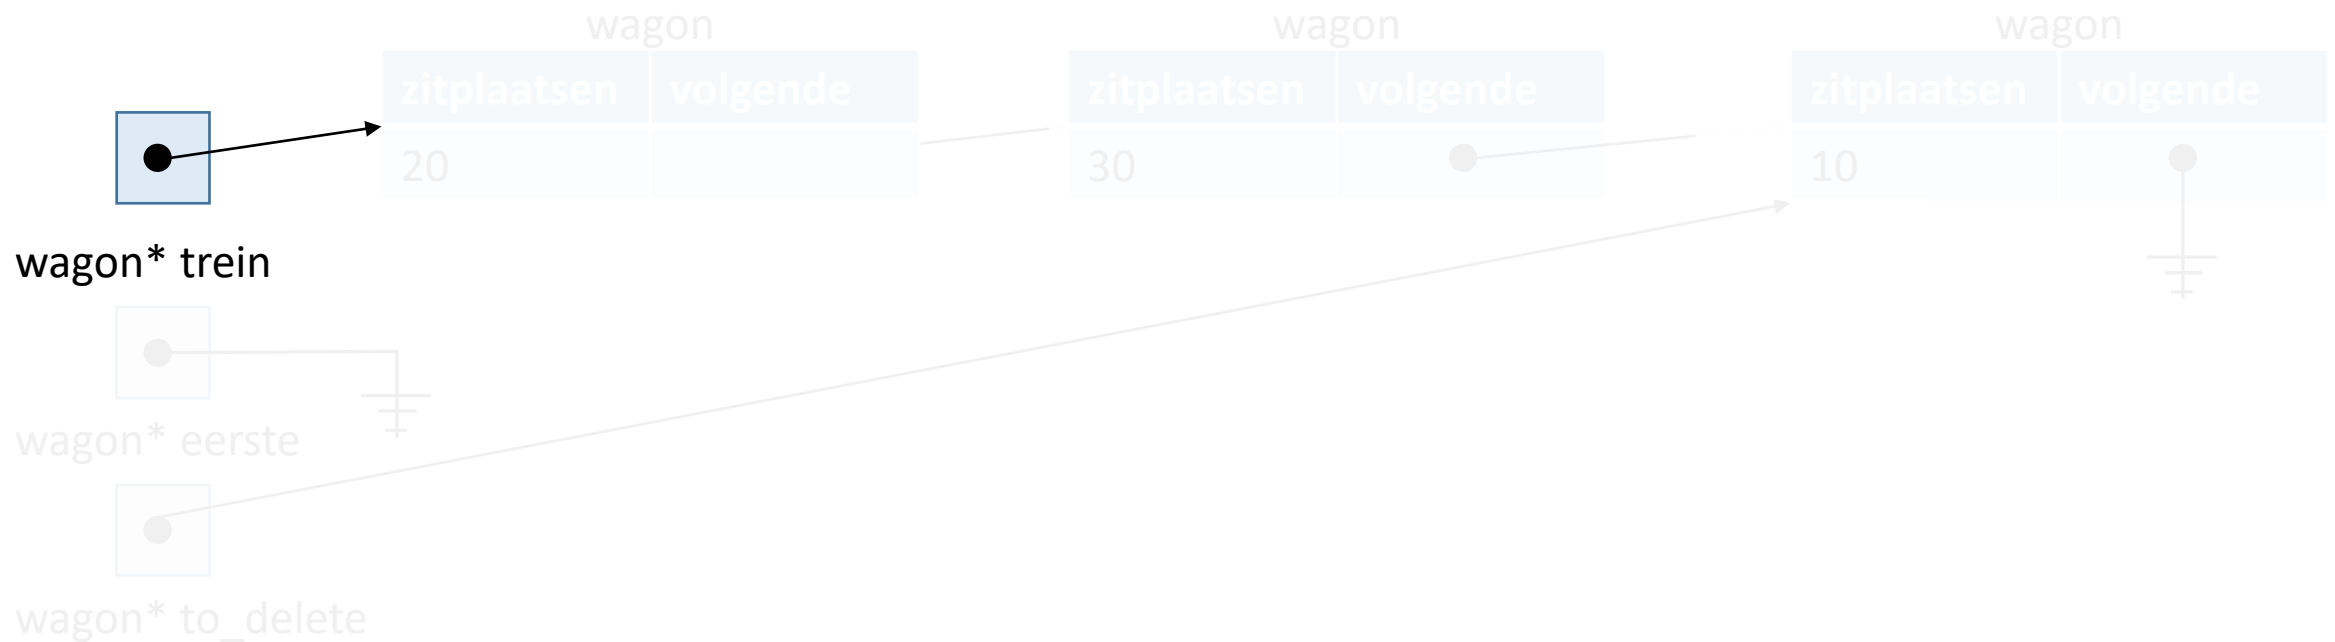 wagon wagon wagon
zitplaatsen volgende zitplaatsen volgende zitplaatsen volgende
20 30 10
wagon* trein
wagon* eerste
wagon* to_delete